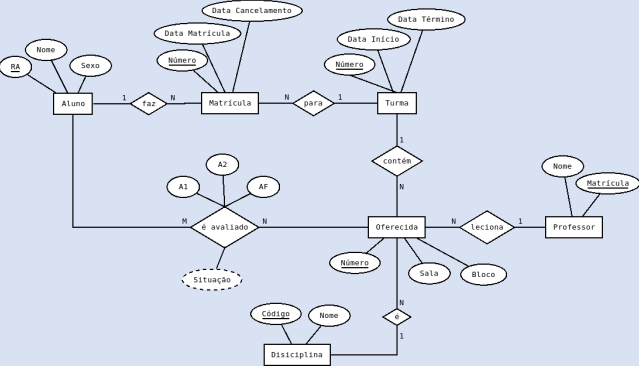 Data Cancelamento
Data Término
Data Matrícula
Data Início
Nome
RA
Sexo
Número
Número
Aluno
1
faz
N
Matrícula
N
para
1
Turma
1
contém
N
A2
A1
AF
Nome
Matrícula
M
é avaliado
N
Oferecida
N
leciona
1
Professor
Situação
Número
Sala
Bloco
N
Código
Nome
é
1
Disiciplina